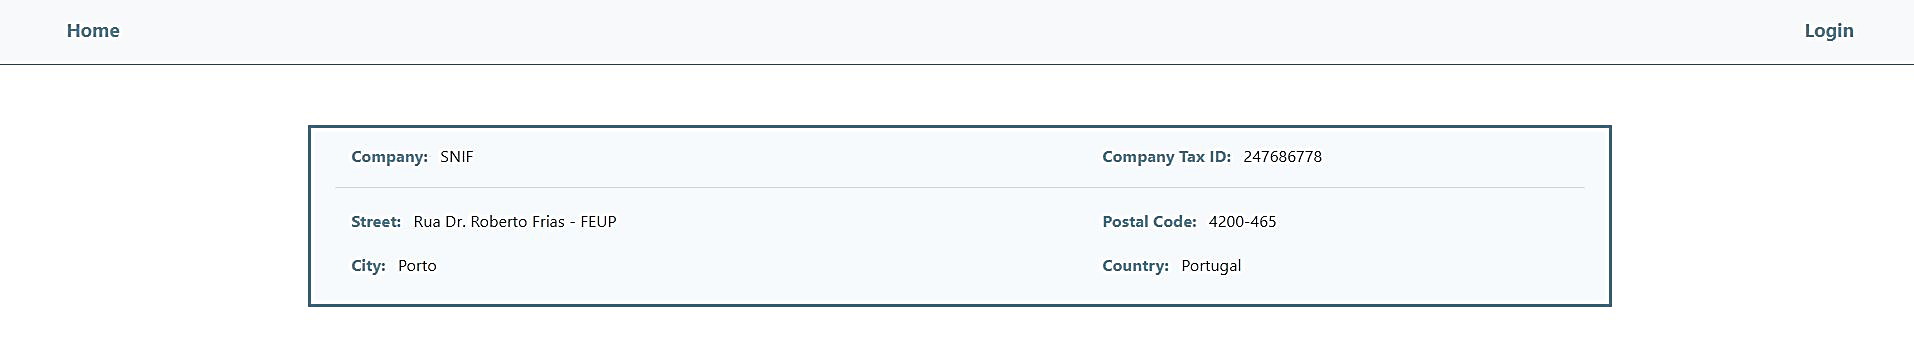 Home Login
Company: SNIF Company Tax ID: 247686778
Street: Rua Dr. Roberto Frias - FEUP Postal Code: 4200-465
City: Porto Country: Portugal